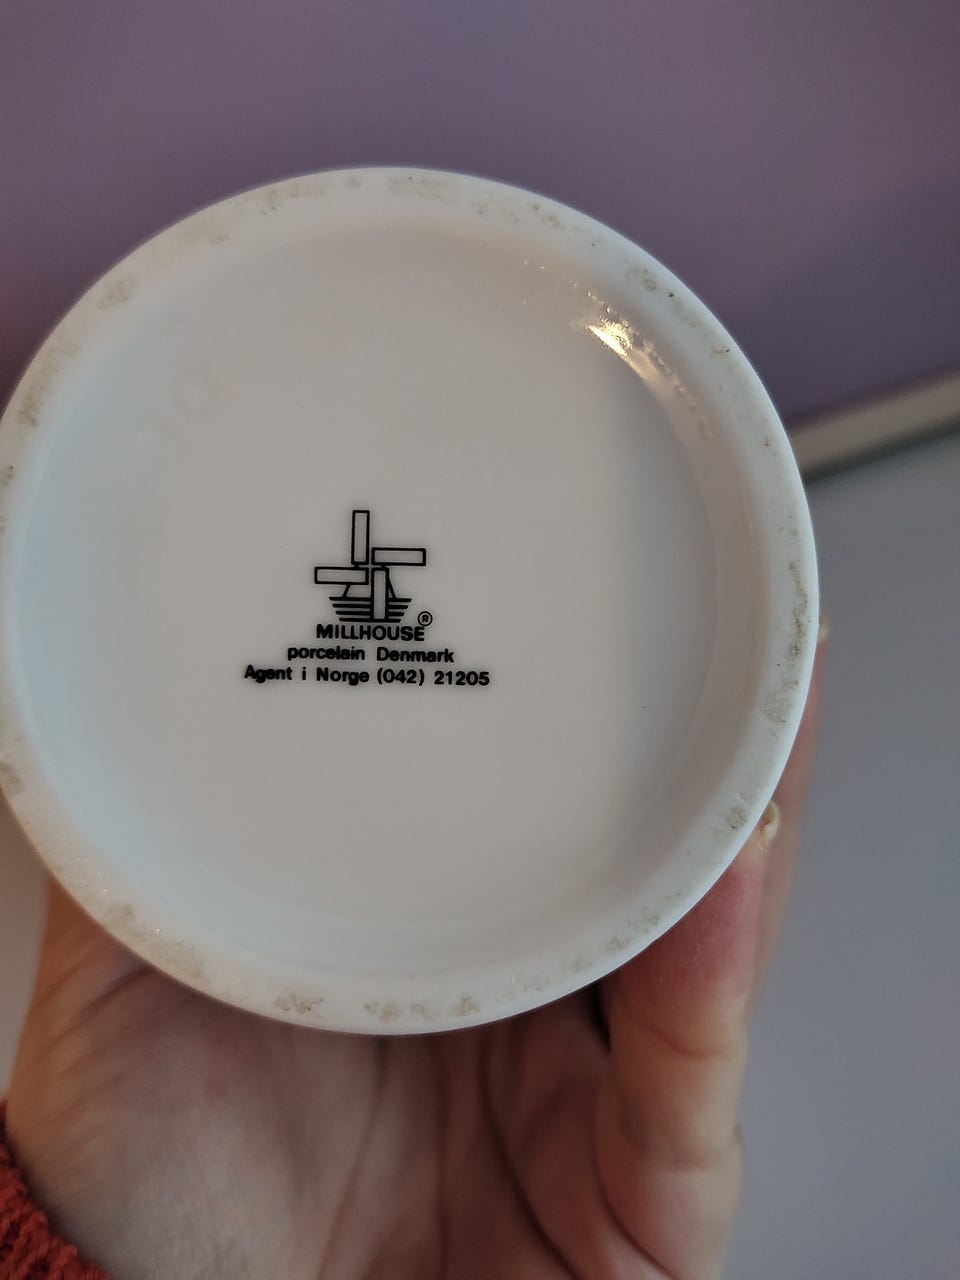 MILLHOUSE ®
porcelain Denmark
Agent i Norge (042) 21205